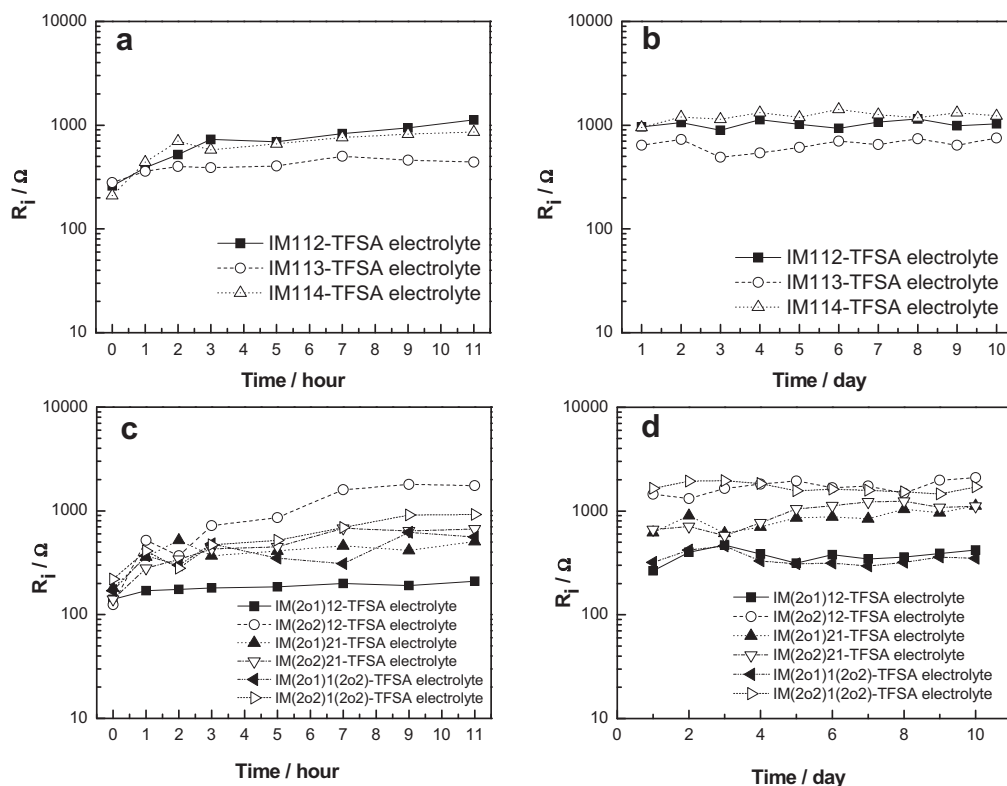 a
10000
1000
100
10
R_i / Ω
IM112-TFSA electrolyte
IM113-TFSA electrolyte
IM114-TFSA electrolyte
0 1 2 3 4 5 6 7 8 9 10 11
Time / hour
b
10000
1000
100
10
R_i / Ω
IM112-TFSA electrolyte
IM113-TFSA electrolyte
IM114-TFSA electrolyte
1 2 3 4 5 6 7 8 9 10
Time / day
c
10000
1000
100
10
R_i / Ω
IM(2o1)12-TFSA electrolyte
IM(2o2)12-TFSA electrolyte
IM(2o1)21-TFSA electrolyte
IM(2o2)21-TFSA electrolyte
IM(2o1)1(2o2)-TFSA electrolyte
IM(2o2)1(2o2)-TFSA electrolyte
0 1 2 3 4 5 6 7 8 9 10 11
Time / hour
d
10000
1000
100
10
R_i / Ω
IM(2o1)12-TFSA electrolyte
IM(2o2)12-TFSA electrolyte
IM(2o1)21-TFSA electrolyte
IM(2o2)21-TFSA electrolyte
IM(2o1)1(2o2)-TFSA electrolyte
IM(2o2)1(2o2)-TFSA electrolyte
0 2 4 6 8 10
Time / day